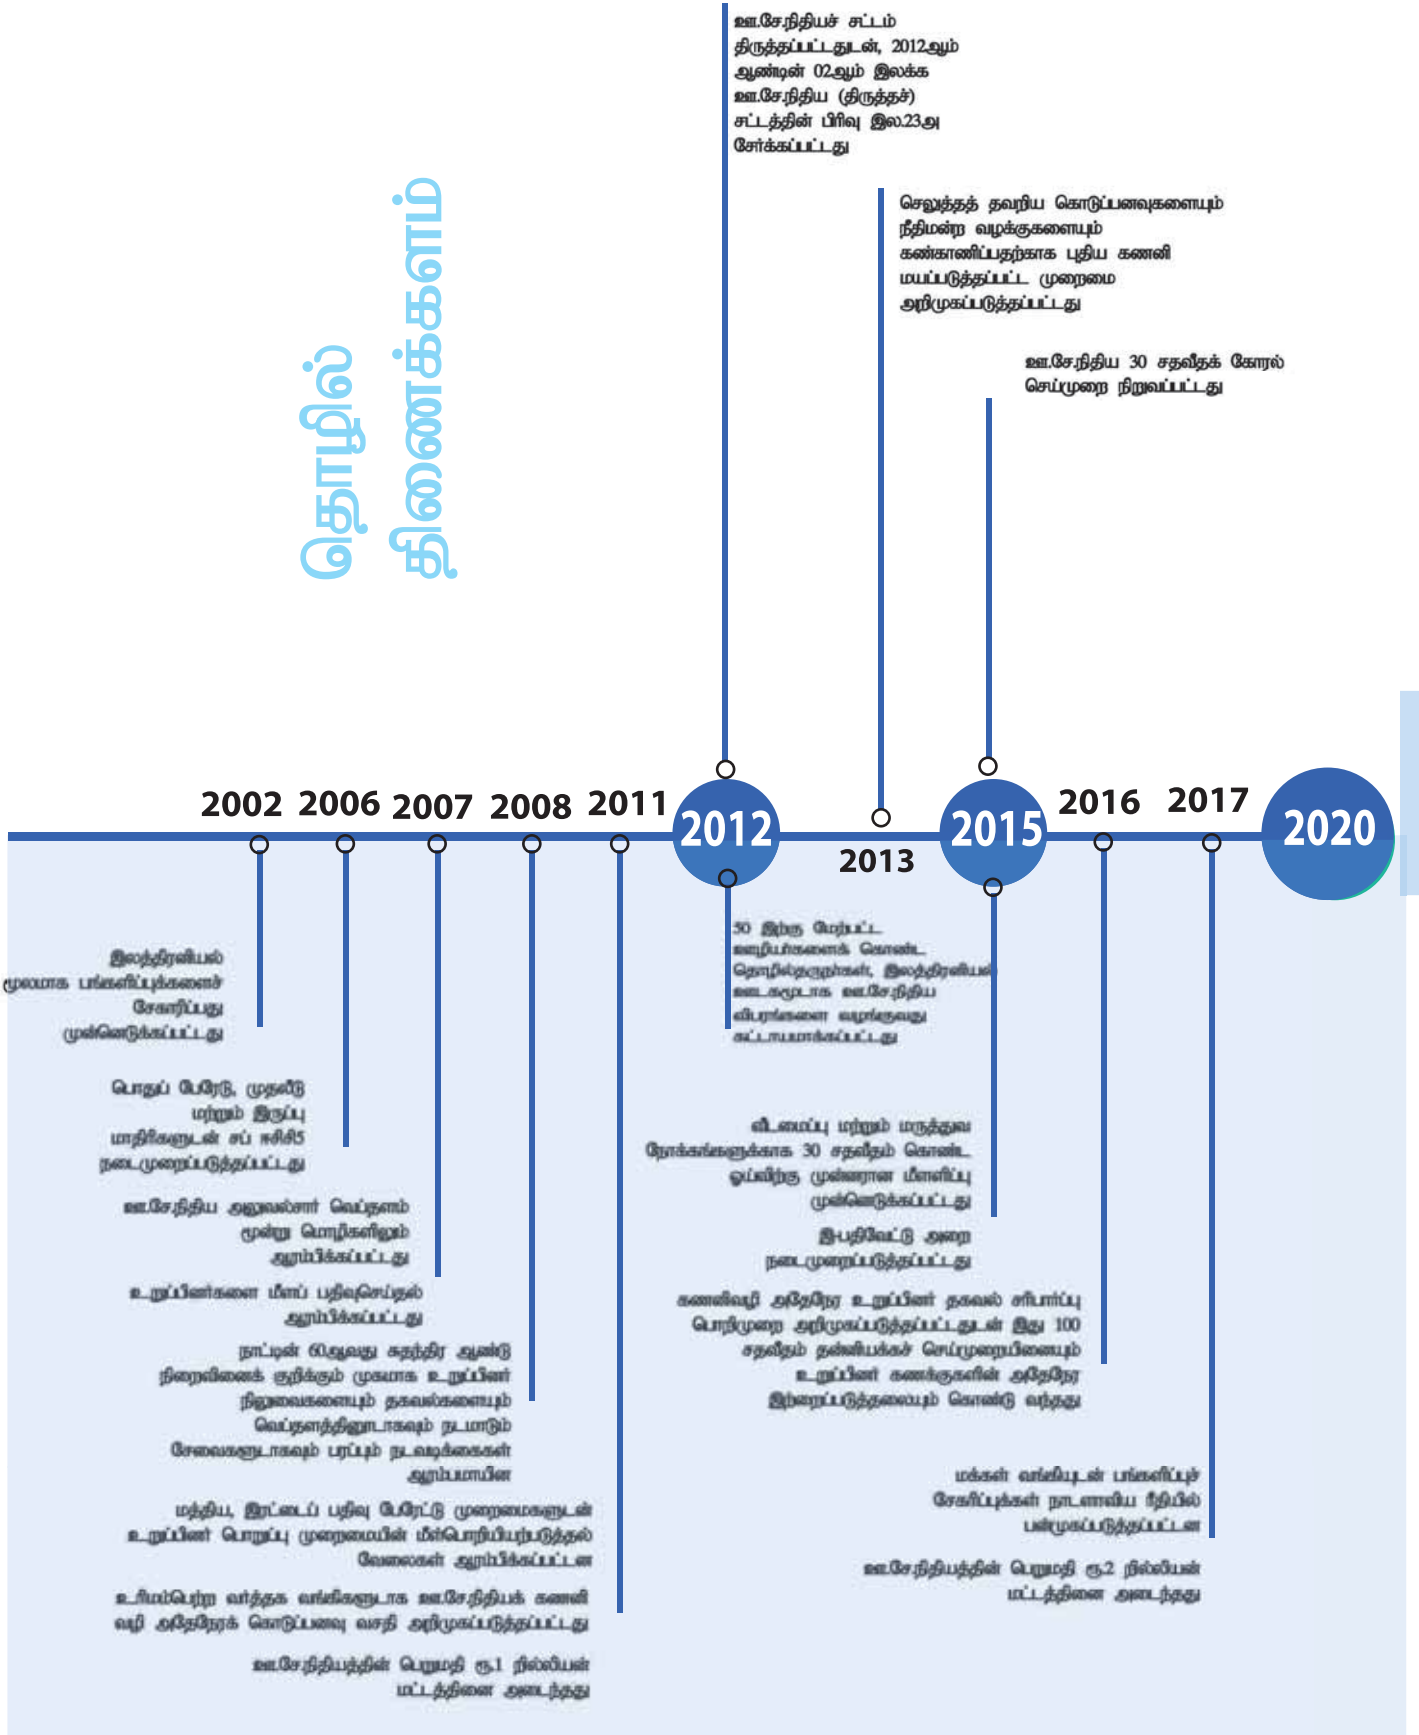 ஊ.சே.நிதியச் சட்டம்
திருத்தப்பட்டதுடன், 2012ஆம்
ஆண்டின் 02ஆம் இலக்க
ஊ.சே.நிதிய (திருத்தச்)
சட்டத்தின் பிரிவு இல.23அ
சேர்க்கப்பட்டது
செலுத்தத் தவறிய கொடுப்பனவுகளையும்
நீதிமன்ற வழக்குகளையும்
கண்காணிப்பதற்காக புதிய கணனி
மயப்படுத்தப்பட்ட முறைமை
அறிமுகப்படுத்தப்பட்டது
ஊ.சே.நிதிய 30 சதவீதக் கோரல்
செய்முறை நிறுவப்பட்டது
தொழில்
திணைக்களம்
2002 2006 2007 2008 2011 2012 2013 2015 2016 2017 2020
இலத்திரனியல்
மூலமாக பங்களிப்புக்களைச்
சேகாரிப்பது
முன்னெடுக்கப்பட்டது
பொதுப் பேரேடு, முதலீடு
மற்றும் இருப்பு
மாதிரிகளுடன் சப் ஈசிசி5
நடைமுறைப்படுத்தப்பட்டது
ஊ.சே.நிதிய அலுவல்சார் வெப்தளம்
மூன்று மொழிகளிலும்
ஆரம்பிக்கப்பட்டது
உறுப்பினர்களை மீளப் பதிவுசெய்தல்
ஆரம்பிக்கப்பட்டது
நாட்டின் 60ஆவது சுதந்திர ஆண்டு
நிறைவினைக் குறிக்கும் முகமாக உறுப்பினர்
நிலுவைகளையும் தகவல்களையும்
வெப்தளத்தினூடாகவும் நடமாடும்
சேவைகளூடாகவும் பரப்பும் நடவடிக்கைகள்
ஆரம்பமாயின
மத்திய, இரட்டைப் பதிவு பேரேட்டு முறைமைகளுடன்
உறுப்பினர் பொறுப்பு முறைமையின் மீள்பொறியியற்படுத்தல்
வேலைகள் ஆரம்பிக்கப்பட்டன
உரிமம்பெற்ற வர்த்தக வங்கிகளூடாக ஊ.சே.நிதியக் கணனி
வழி அதேநேரக் கொடுப்பனவு வசதி அறிமுகப்படுத்தப்பட்டது
ஊ.சே.நிதியத்தின் பெறுமதி ரூ.1 றில்லியன்
மட்டத்தினை அடைந்தது
50 இற்கு மேற்பட்ட
ஊழியர்களைக் கொண்ட
தொழில்தருநர்கள், இலத்திரனியல்
ஊடகமூடாக ஊ.சே.நிதிய
விபரங்களை வழங்குவது
கட்டாயமாக்கப்பட்டது
வீடமைப்பு மற்றும் மருத்துவ
நோக்கங்களுக்காக 30 சதவீதம் கொண்ட
ஓய்விற்கு முன்னரான மீளளிப்பு
முன்னெடுக்கப்பட்டது
இ-பதிவேட்டு அறை
நடைமுறைப்படுத்தப்பட்டது
கணனிவழி அதேநேர உறுப்பினர் தகவல் சரிபார்ப்பு
பொறிமுறை அறிமுகப்படுத்தப்பட்டதுடன் இது 100
சதவீதம் தன்னியக்கச் செய்முறையினையும்
உறுப்பினர் கணக்குகளின் அதேநேர
இற்றைப்படுத்தலையும் கொண்டு வந்தது
மக்கள் வங்கியுடன் பங்களிப்புச்
சேகரிப்புக்கள் நாடளாவிய ரீதியில்
பன்முகப்படுத்தப்பட்டன
ஊ.சே.நிதியத்தின் பெறுமதி ரூ.2 றில்லியன்
மட்டத்தினை அடைந்தது